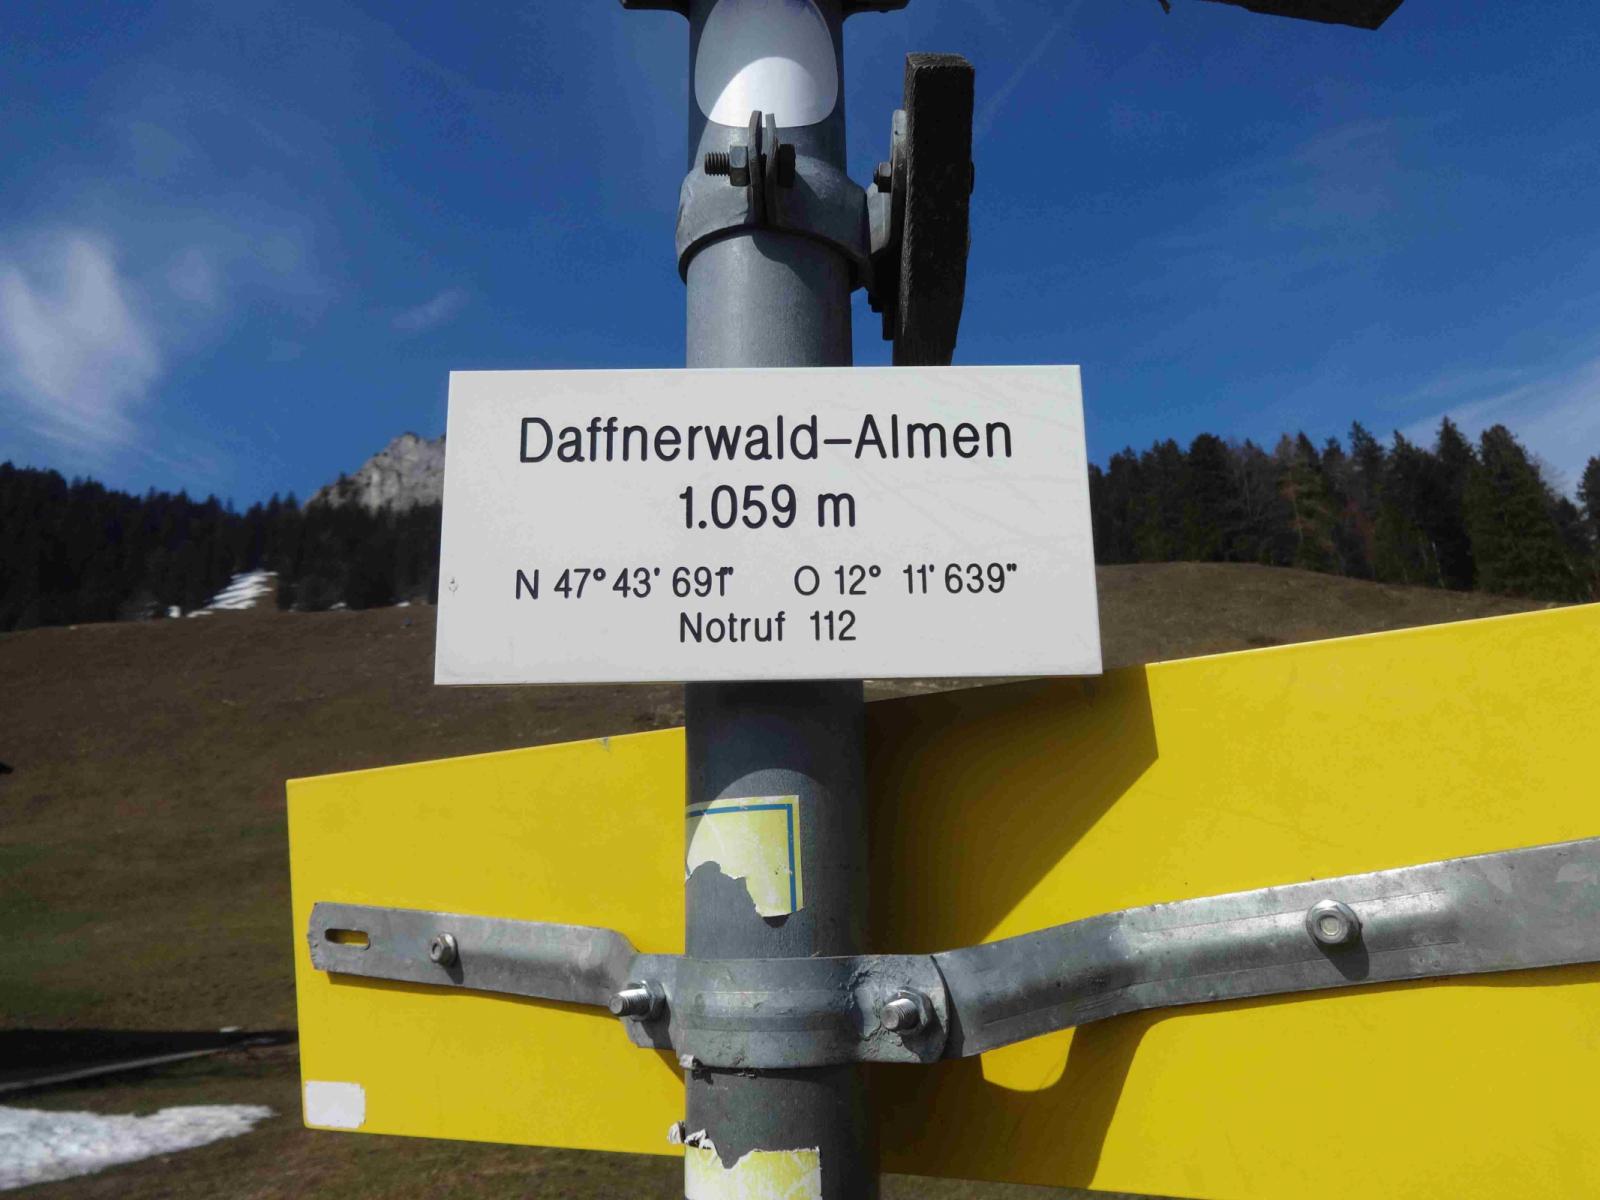 Daffnerwald-Almen
1.059 m
N 47° 43' 691" O 12° 11' 639"
Notruf 112